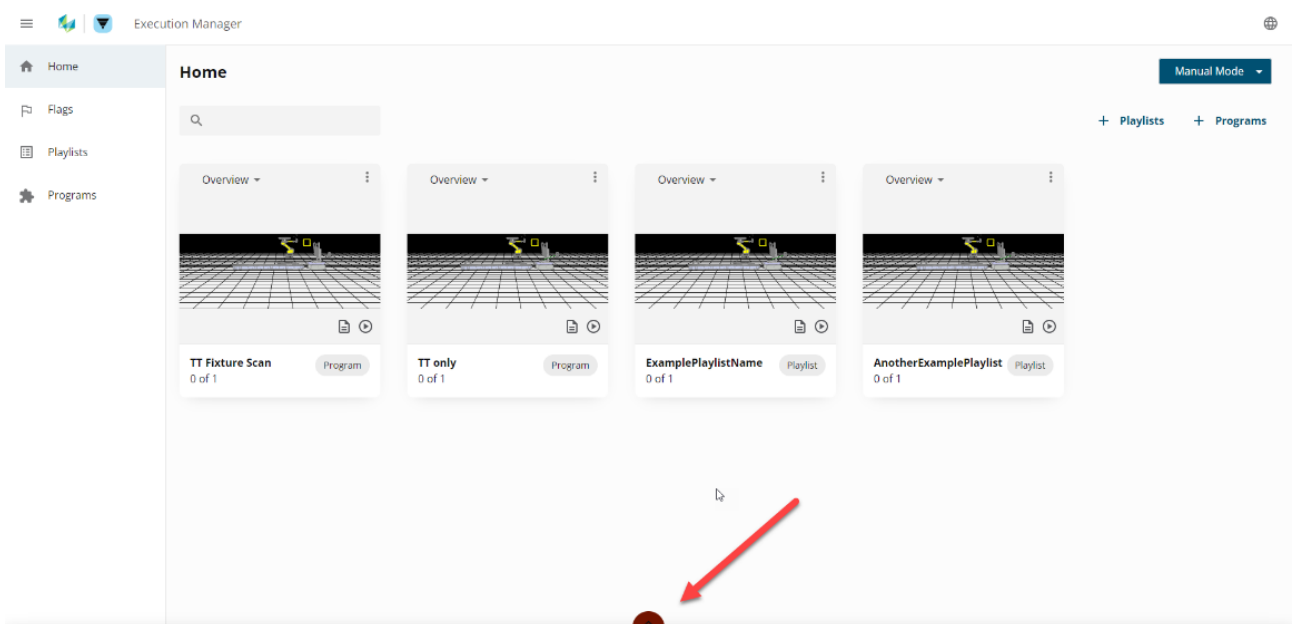 Execution Manager
Home
Flags
Playlists
Programs
Home
Manual Mode
+ Playlists + Programs
Overview
Overview
Overview
Overview
TT Fixture Scan
0 of 1
Program
TT only
0 of 1
Program
ExamplePlaylistName
0 of 1
Playlist
AnotherExamplePlaylist
0 of 1
Playlist